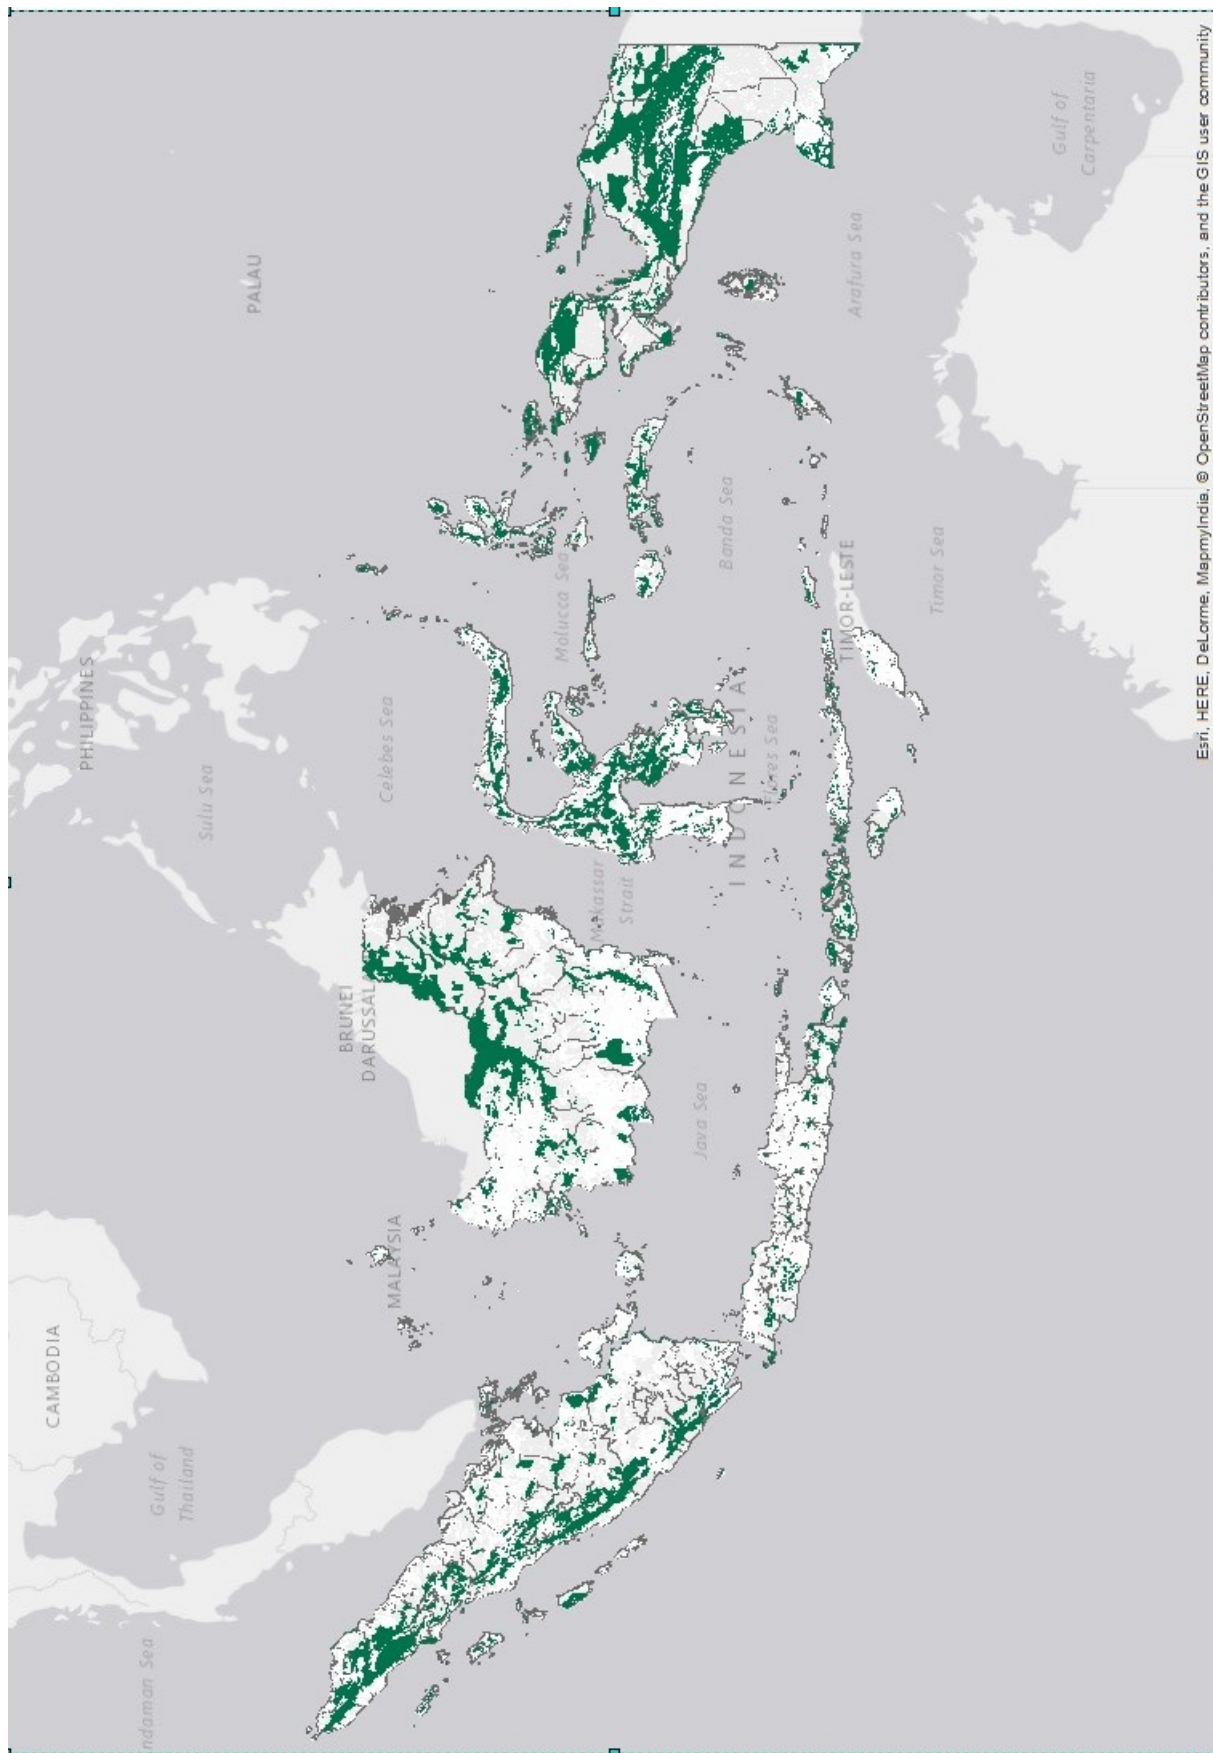 CAMBODIA
PHILIPPINES
ndaman Sea
Gulf of
Thailand
Sulu Sea
PALAU
BRUNEI
DARUSSALA
MALAYSIA
Celebes Sea
Molucca Sea
Makassar
Strait
Java Sea
Banda Sea
INDONESIA
Flores Sea
TIMOR-LESTE
Arafura Sea
Timor Sea
Gulf of
Carpentaria
Esri, HERE, DeLorme, MapmyIndia, © OpenStreetMap contributors, and the GIS user community